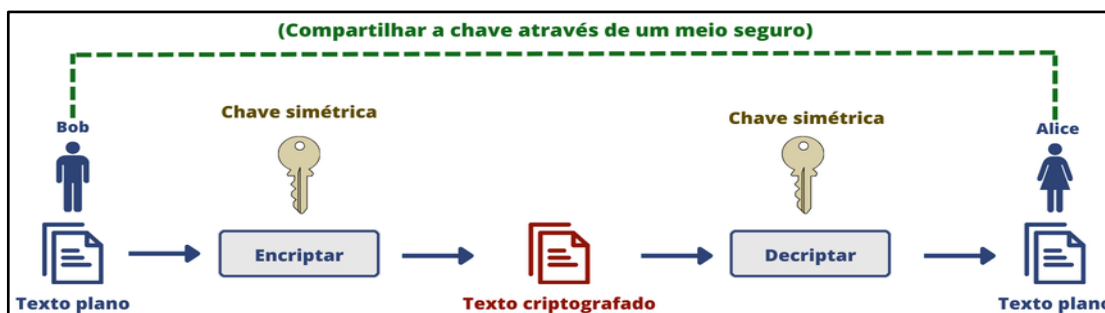 (Compartilhar a chave através de um meio seguro)
Chave simétrica
Chave simétrica
Bob
Alice
Encriptar
Decriptar
Texto plano
Texto criptografado
Texto plano